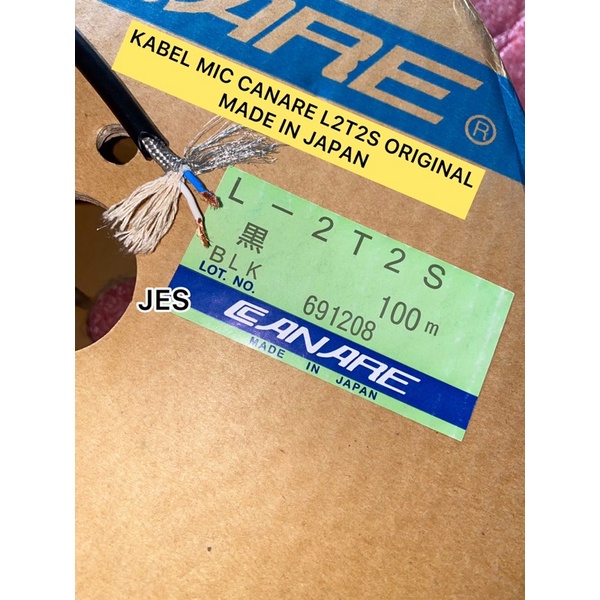 ANARE®
KABEL MIC CANARE L2T2S ORIGINAL
MADE IN JAPAN
L-2T2S
黒
BLK
100m
LOT. NO.
691208
CANARE
MADE IN JAPAN
JES